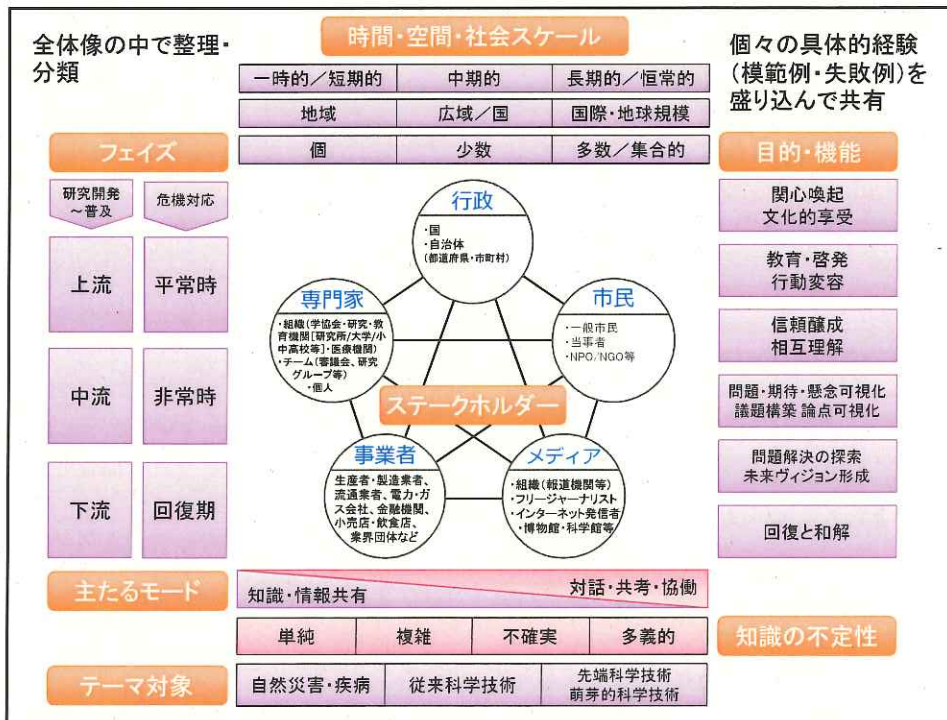 全体像の中で整理・
分類
時間・空間・社会スケール
個々の具体的経験
(模範例・失敗例)を
盛り込んで共有
一時的/短期的
中期的
長期的/恒常的
地域
広域/国
国際・地球規模
個
少数
多数/集合的
フェイズ
研究開発
~普及
危機対応
上流
平常時
中流
非常時
下流
回復期
行政
・国
・自治体
(都道府県・市町村)
専門家
・組織(学協会・研究・教
育機関[研究所/大学/小
中高校等]・医療機関)
・チーム(審議会、研究
グループ等)
・個人
市民
・一般市民
・当事者
・NPO/NGO等
ステークホルダー
事業者
生産者・製造業者、
流通業者、電力・ガ
ス会社、金融機関、
小売店・飲食店、
業界団体など
メディア
・組織(報道機関等)
・フリージャーナリスト
・インターネット発信者
・博物館・科学館等
目的・機能
関心喚起
文化的享受
教育・啓発
行動変容
信頼醸成
相互理解
問題・期待・懸念可視化
議題構築 論点可視化
問題解決の探索
未来ヴィジョン形成
回復と和解
主たるモード
知識・情報共有
対話・共考・協働
単純
複雑
不確実
多義的
知識の不定性
テーマ対象
自然災害・疾病
従来科学技術
先端科学技術
萌芽的科学技術